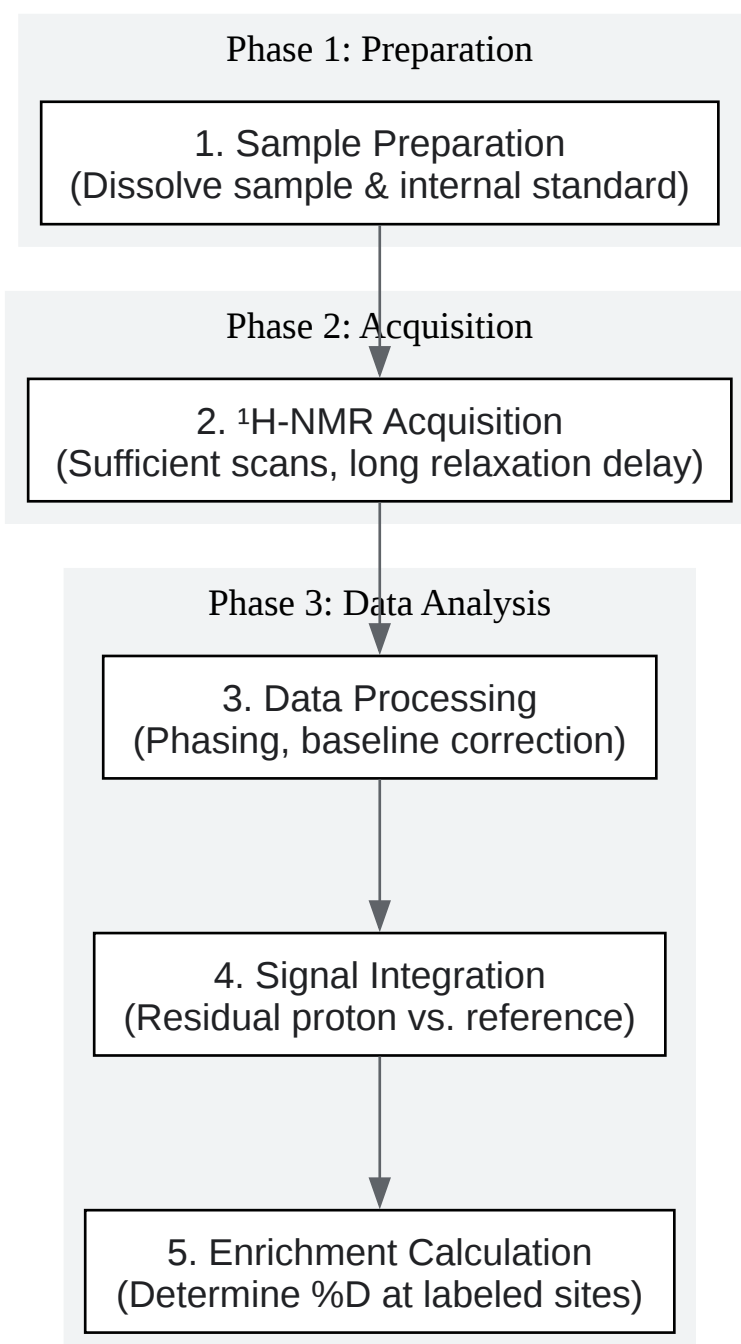 Phase 1: Preparation
1. Sample Preparation
(Dissolve sample & internal standard)
Phase 2: Acquisition
2. ¹H-NMR Acquisition
(Sufficient scans, long relaxation delay)
Phase 3: Data Analysis
3. Data Processing
(Phasing, baseline correction)
4. Signal Integration
(Residual proton vs. reference)
5. Enrichment Calculation
(Determine %D at labeled sites)